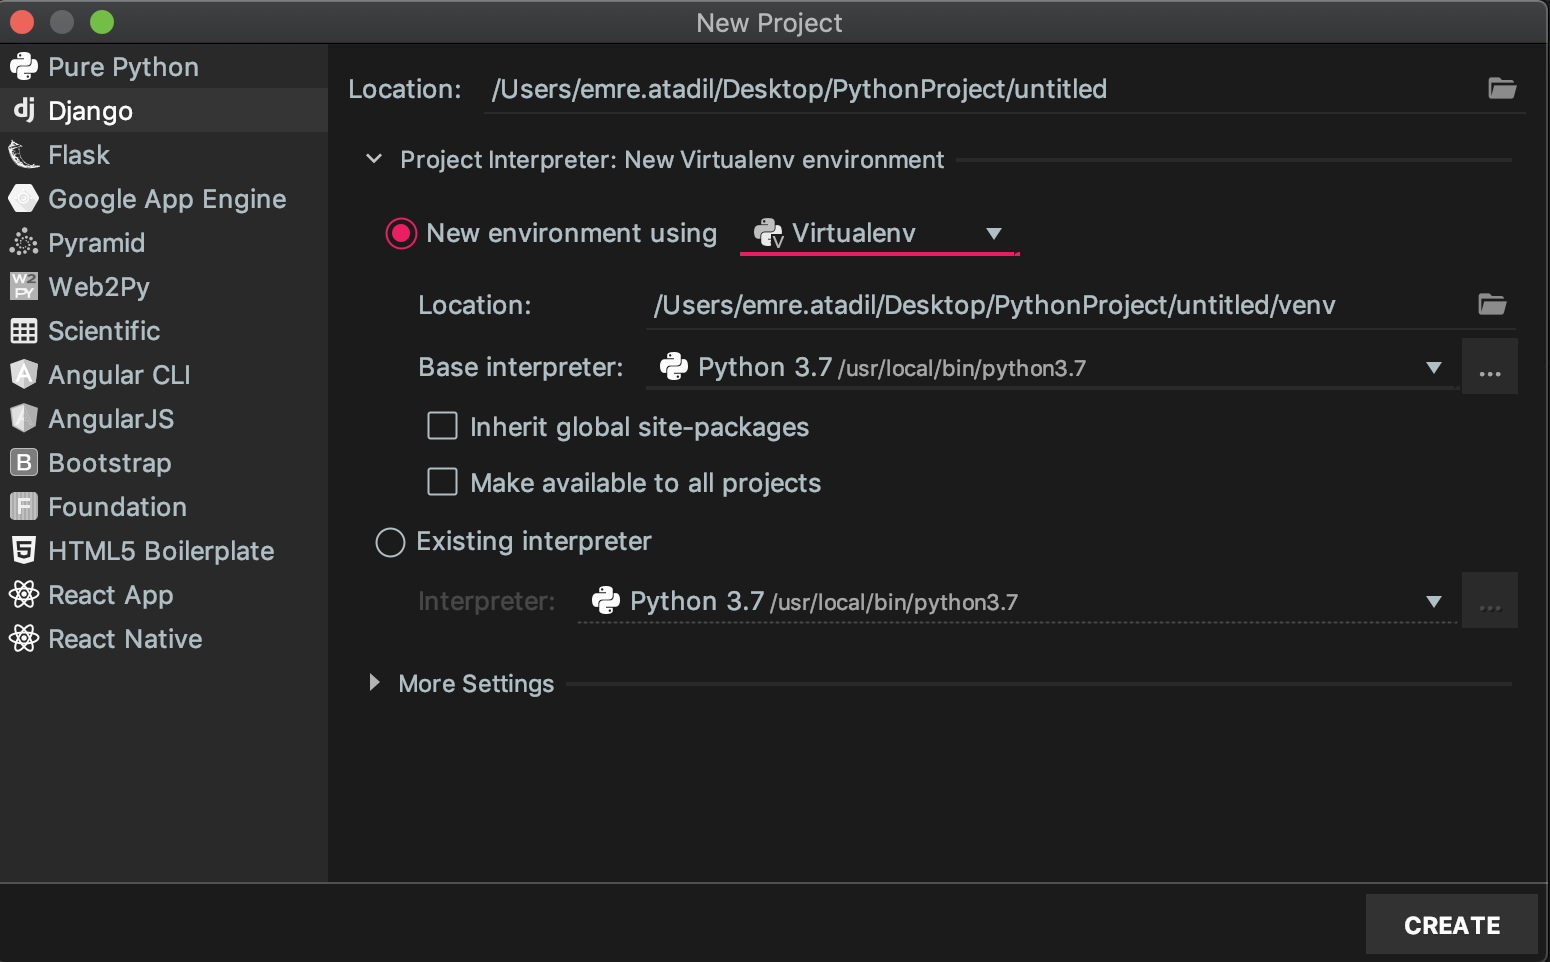 New Project
Pure Python
dj Django
Flask
Google App Engine
Pyramid
W2 PY Web2Py
Scientific
A Angular CLI
A AngularJS
B Bootstrap
F Foundation
5 HTML5 Boilerplate
React App
React Native
Location: /Users/emre.atadil/Desktop/PythonProject/untitled
Project Interpreter: New Virtualenv environment
New environment using V Virtualenv
Location: /Users/emre.atadil/Desktop/PythonProject/untitled/venv
Base interpreter: Python 3.7 /usr/local/bin/python3.7 ...
Inherit global site-packages
Make available to all projects
Existing interpreter
Interpreter: Python 3.7 /usr/local/bin/python3.7 ...
More Settings
CREATE